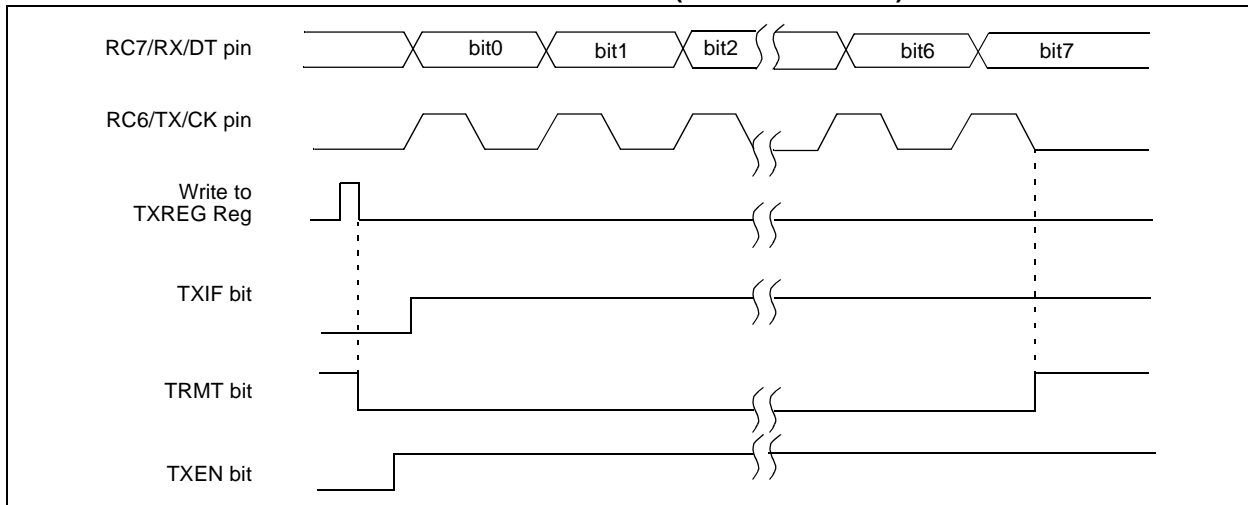 RC7/RX/DT pin
bit0 bit1 bit2 bit6 bit7
RC6/TX/CK pin
Write to
TXREG Reg
TXIF bit
TRMT bit
TXEN bit